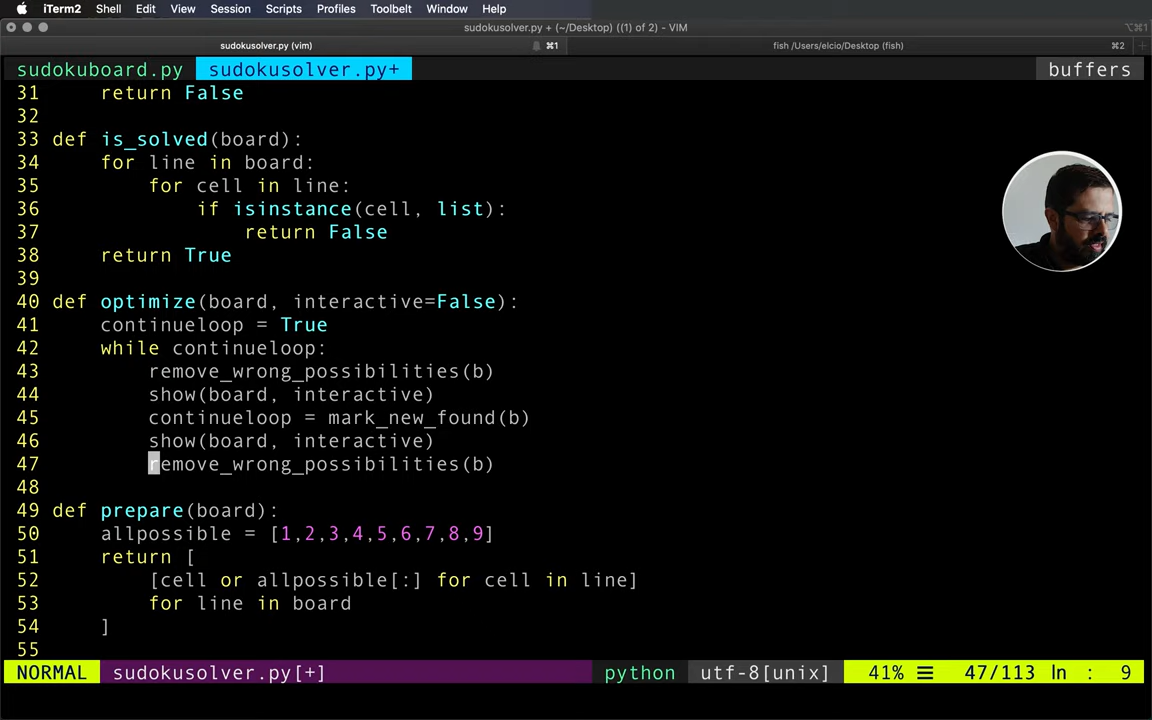 iTerm2 Shell Edit View Session Scripts Profiles Toolbelt Window Help
sudokusolver.py + (~/Desktop) ((1) of 2) - VIM
⌥⌘1
sudokusolver.py (vim) ⌘1 fish /Users/elcio/Desktop (fish) ⌘2
sudokuboard.py sudokusolver.py+ buffers
31     return False
32
33 def is_solved(board):
34     for line in board:
35         for cell in line:
36             if isinstance(cell, list):
37                 return False
38     return True
39
40 def optimize(board, interactive=False):
41     continueloop = True
42     while continueloop:
43         remove_wrong_possibilities(b)
44         show(board, interactive)
45         continueloop = mark_new_found(b)
46         show(board, interactive)
47         remove_wrong_possibilities(b)
48
49 def prepare(board):
50     allpossible = [1,2,3,4,5,6,7,8,9]
51     return [
52         [cell or allpossible[:] for cell in line]
53         for line in board
54     ]
55
NORMAL sudokusolver.py[+] python utf-8[unix] 41% ☰ 47/113 ln : 9